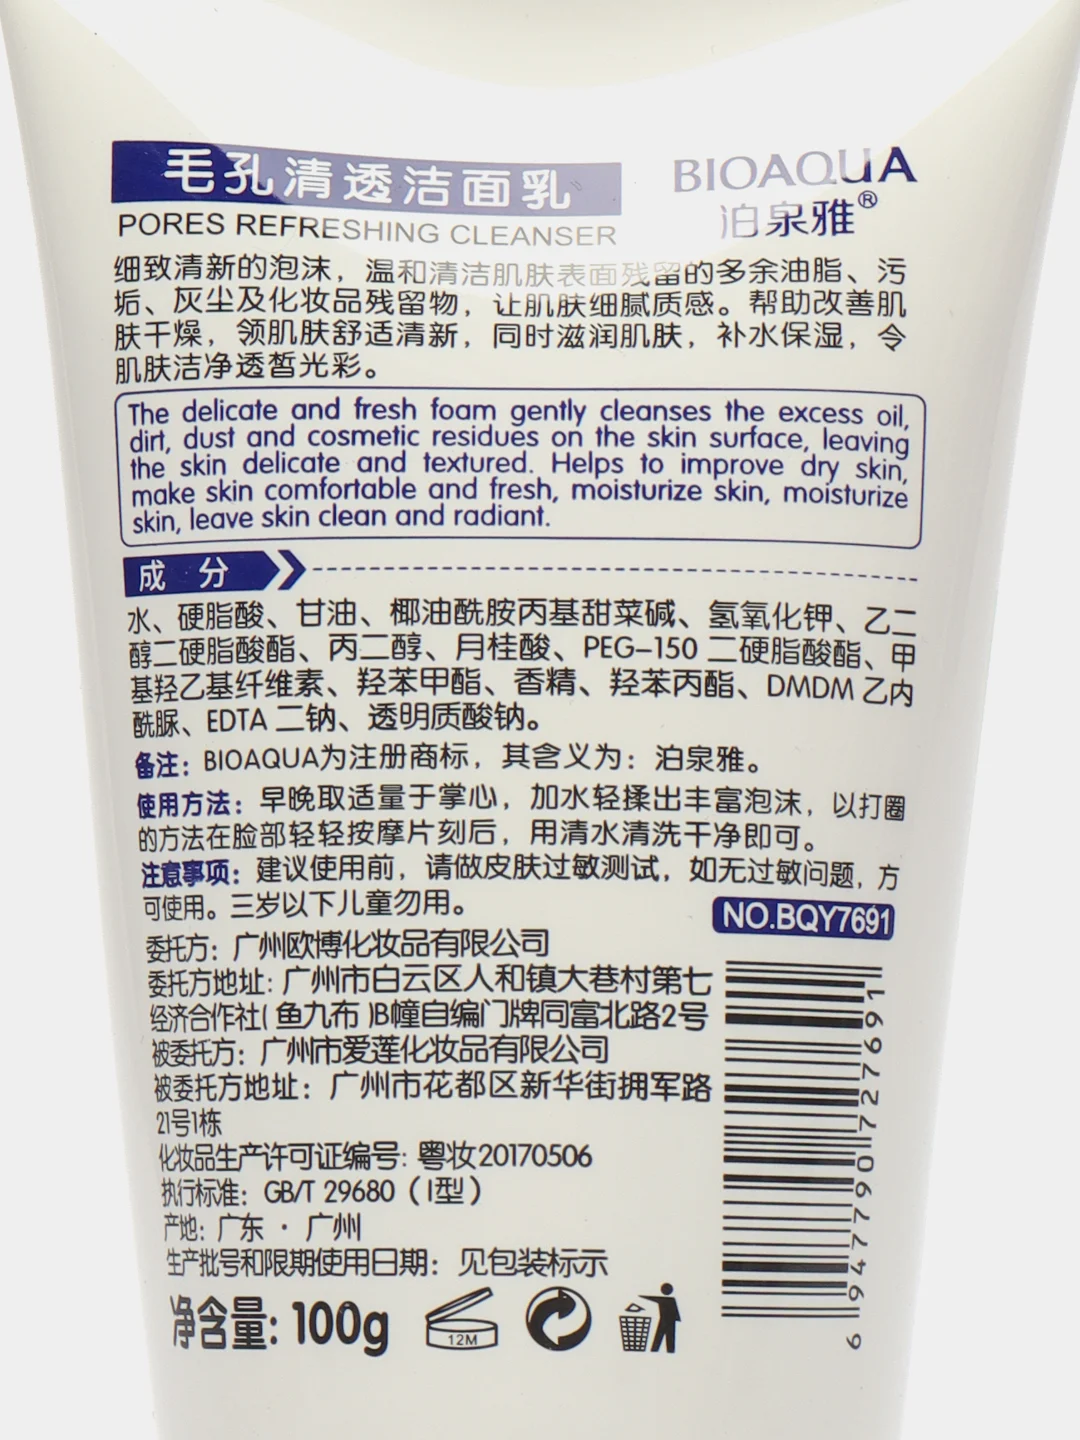 毛孔清透洁面乳
PORES REFRESHING CLEANSER
BIOAQUA
泊泉雅®
细致清新的泡沫，温和清洁肌肤表面残留的多余油脂、污
垢、灰尘及化妆品残留物，让肌肤细腻质感。帮助改善肌
肤干燥，领肌肤舒适清新，同时滋润肌肤，补水保湿，令
肌肤洁净透皙光彩。
The delicate and fresh foam gently cleanses the excess oil,
dirt, dust and cosmetic residues on the skin surface, leaving
the skin delicate and textured. Helps to improve dry skin,
make skin comfortable and fresh, moisturize skin, moisturize
skin, leave skin clean and radiant.
成 分
水、硬脂酸、甘油、椰油酰胺丙基甜菜碱、氢氧化钾、乙二
醇二硬脂酸酯、丙二醇、月桂酸、PEG-150 二硬脂酸酯、甲
基羟乙基纤维素、羟苯甲酯、香精、羟苯丙酯、DMDM 乙内
酰脲、EDTA 二钠、透明质酸钠。
备注：BIOAQUA为注册商标，其含义为：泊泉雅。
使用方法：早晚取适量于掌心，加水轻揉出丰富泡沫，以打圈
的方法在脸部轻轻按摩片刻后，用清水清洗干净即可。
注意事项：建议使用前，请做皮肤过敏测试，如无过敏问题，方
可使用。三岁以下儿童勿用。
NO.BQY7691
委托方：广州欧博化妆品有限公司
委托方地址：广州市白云区人和镇大巷村第七
经济合作社（鱼九布）B幢自编门牌同富北路2号
被委托方：广州市爱莲化妆品有限公司
被委托方地址：广州市花都区新华街拥军路
21号1栋
化妆品生产许可证编号：粤妆20170506
执行标准：GB/T 29680（I型）
产地：广东·广州
生产批号和限期使用日期：见包装标示
净含量：100g
12M
6947790727691